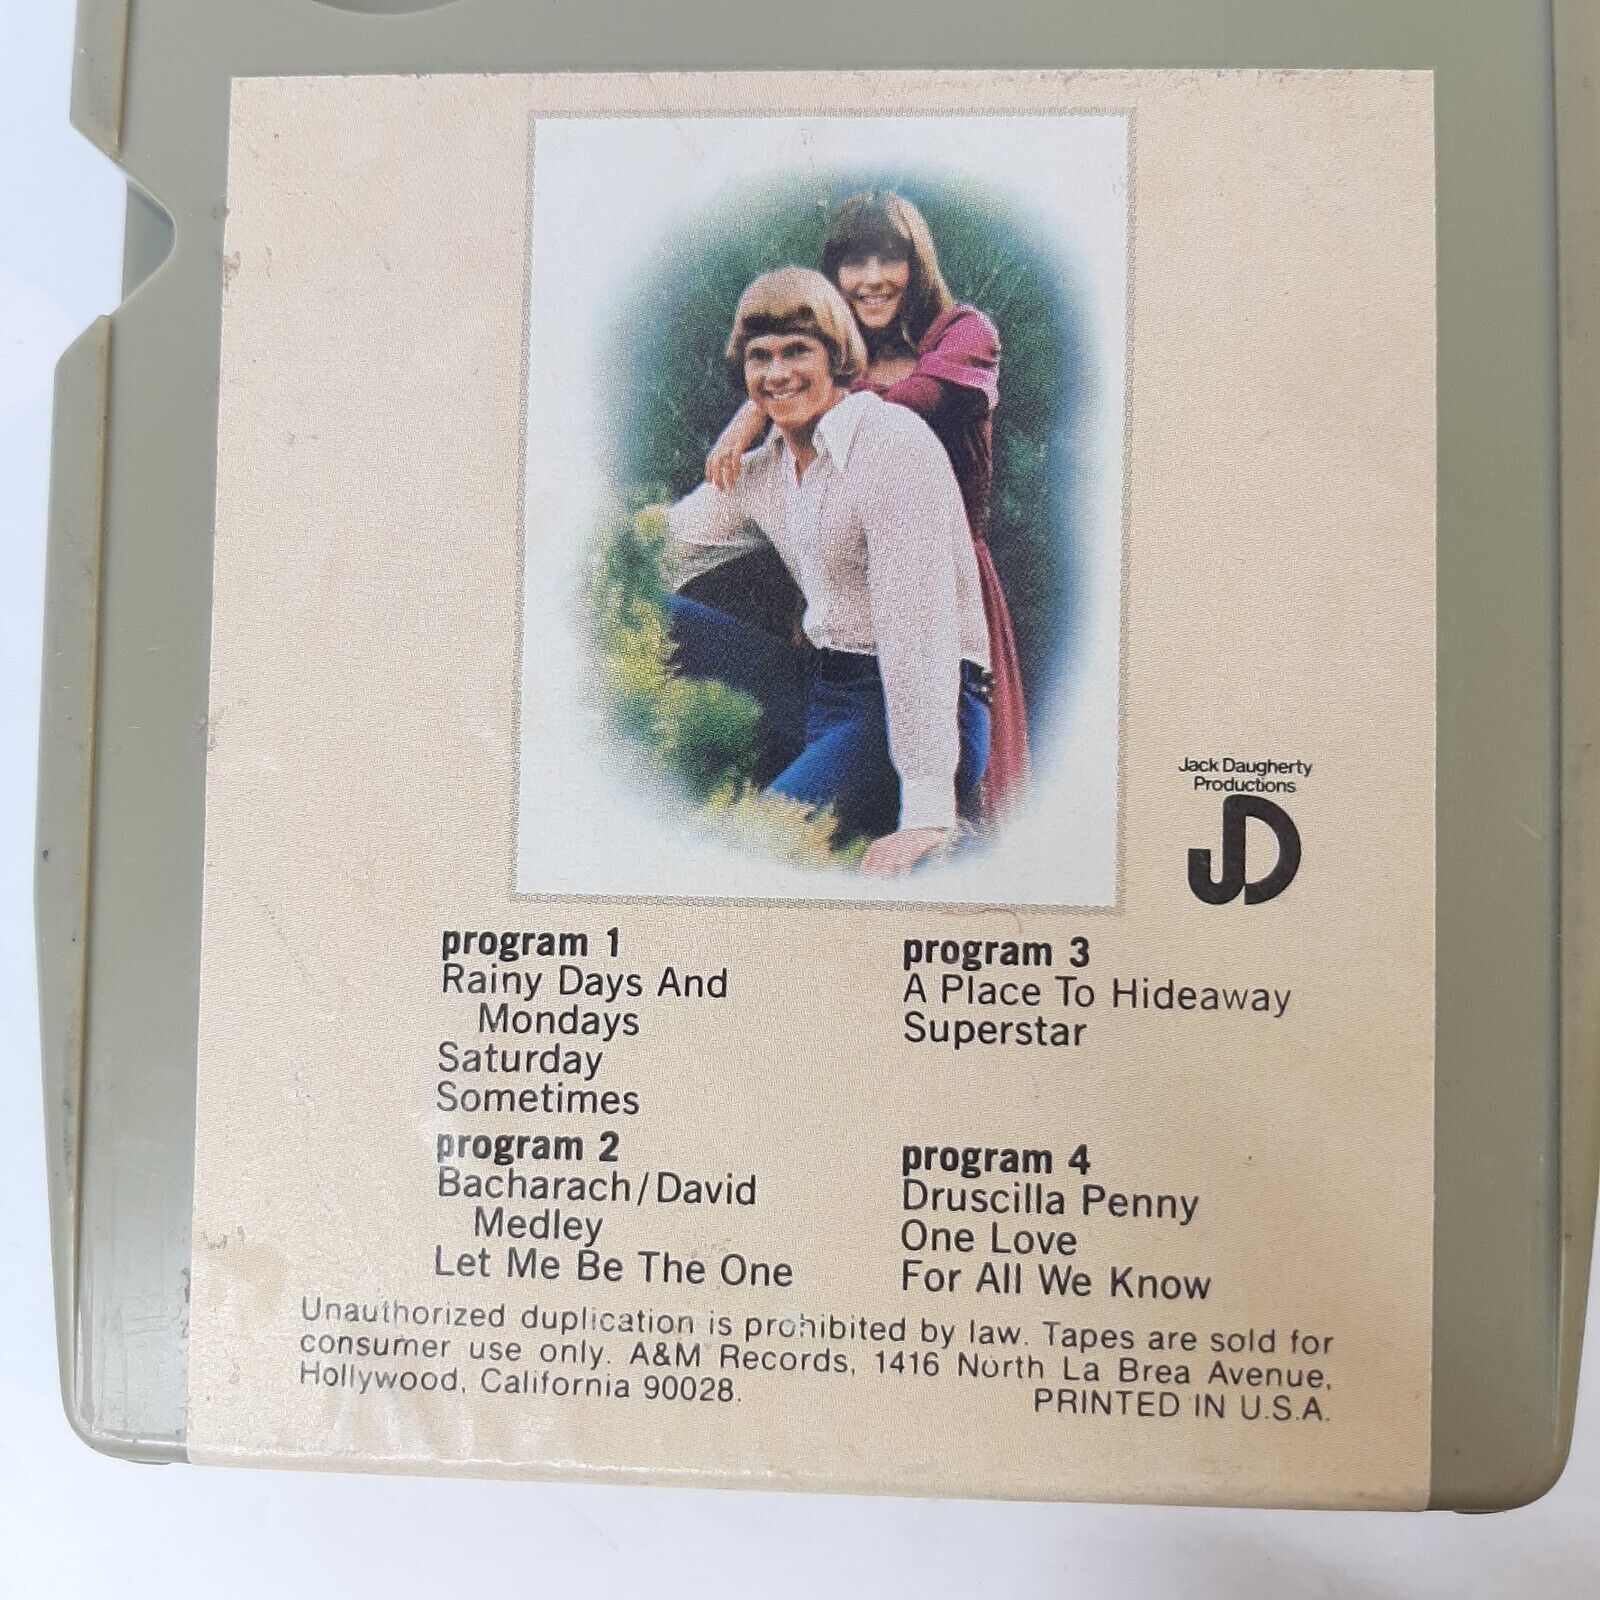 Jack Daugherty
Productions
JD
program 1
Rainy Days And
Mondays
Saturday
Sometimes
program 2
Bacharach/David
Medley
Let Me Be The One
program 3
A Place To Hideaway
Superstar
program 4
Druscilla Penny
One Love
For All We Know
Unauthorized duplication is prohibited by law. Tapes are sold for
consumer use only. A&M Records, 1416 North La Brea Avenue,
Hollywood, California 90028.
PRINTED IN U.S.A.